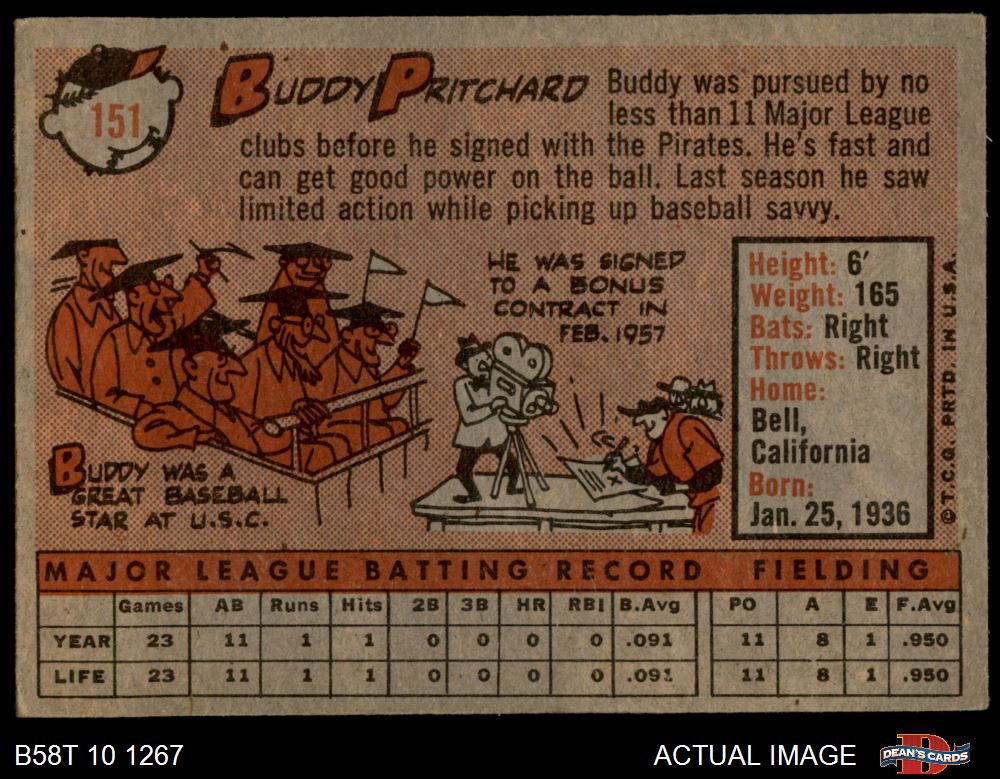 151
BUDDY PRITCHARD
Buddy was pursued by no
less than 11 Major League
clubs before he signed with the Pirates. He's fast and
can get good power on the ball. Last season he saw
limited action while picking up baseball savvy.
HE WAS SIGNED
TO A BONUS
CONTRACT IN
FEB. 1957
BUDDY WAS A
GREAT BASEBALL
STAR AT U.S.C.
X
Height: 6'
Weight: 165
Bats: Right
Throws: Right
Home:
Bell,
California
Born:
Jan. 25, 1936
© T.C.G. PRTD. IN U.S.A.
MAJOR LEAGUE BATTING RECORD FIELDING
Games AB Runs Hits 2B 3B HR RBI B.Avg PO A E F.Avg
YEAR 23 11 1 1 0 0 0 0 .091 11 8 1 .950
LIFE 23 11 1 1 0 0 0 0 .091 11 8 1 .950
B58T 10 1267 ACTUAL IMAGE D DEAN'S CARDS